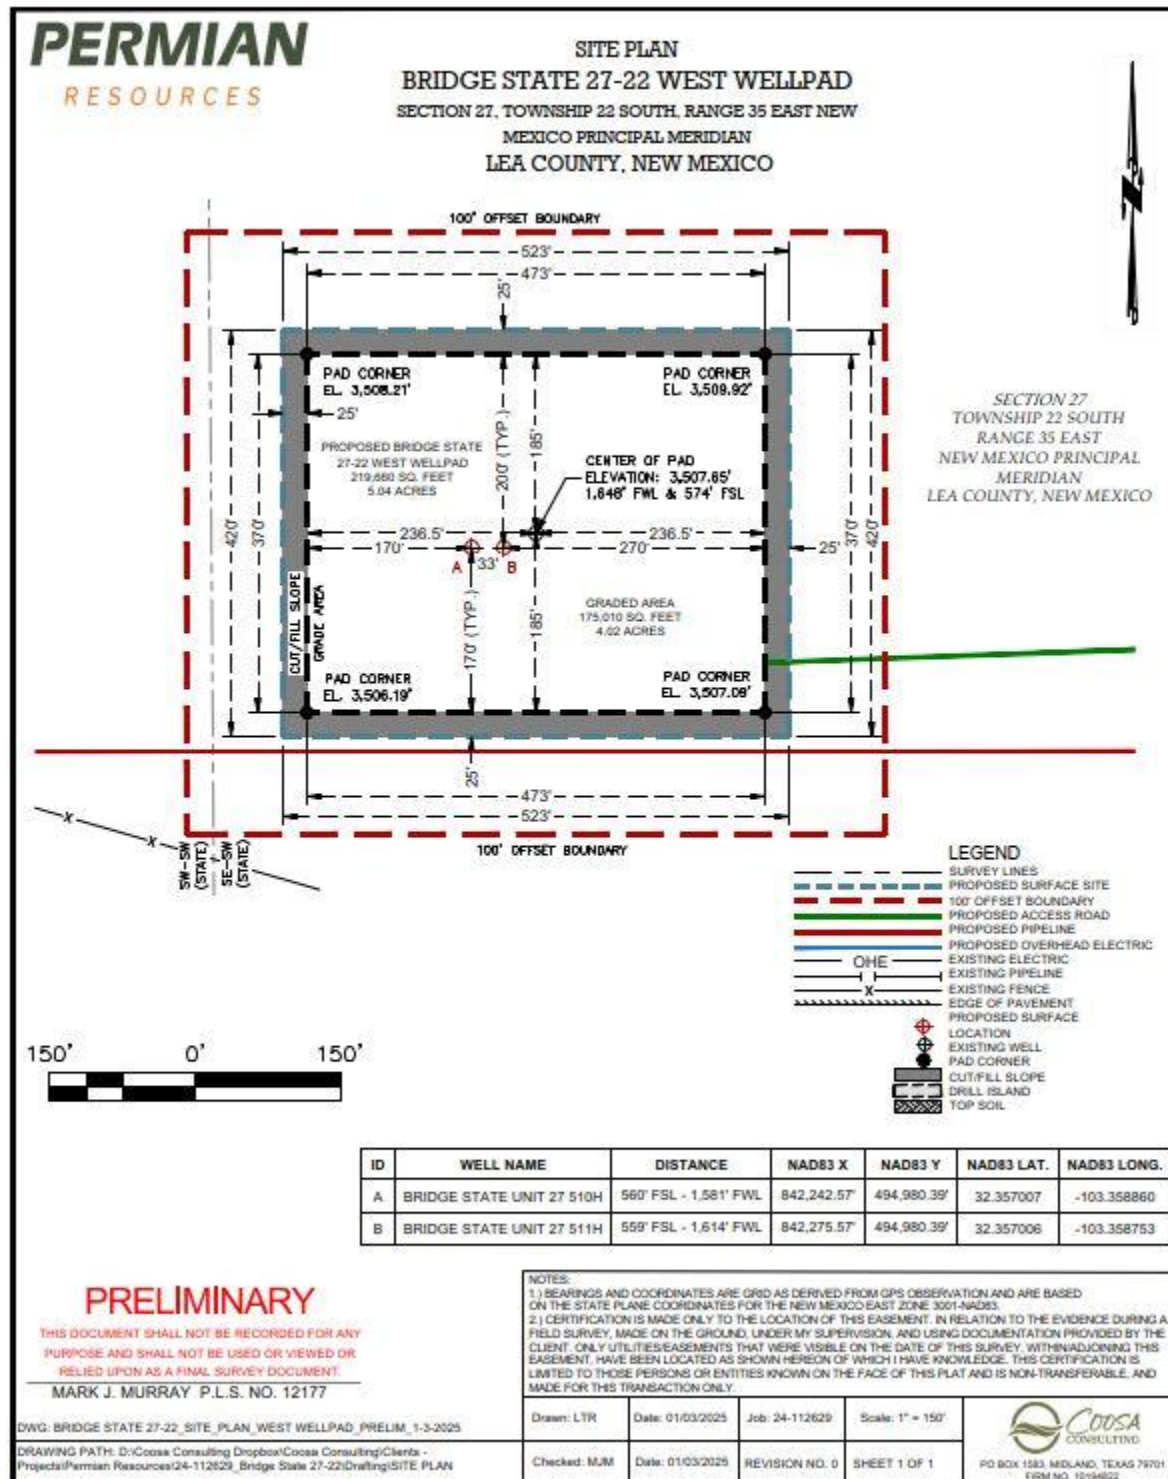 PERMIAN
RESOURCES
SITE PLAN
BRIDGE STATE 27-22 WEST WELLPAD
SECTION 27, TOWNSHIP 22 SOUTH, RANGE 35 EAST NEW
MEXICO PRINCIPAL MERIDIAN
LEA COUNTY, NEW MEXICO
N
100' OFFSET BOUNDARY
523'
473'
25'
PAD CORNER
EL. 3,508.21'
PAD CORNER
EL. 3,509.92'
25'
PROPOSED BRIDGE STATE
27-22 WEST WELLPAD
219,660 SQ. FEET
5.04 ACRES
200' (TYP.)
185'
CENTER OF PAD
ELEVATION: 3,507.65'
1,648' FWL & 574' FSL
SECTION 27
TOWNSHIP 22 SOUTH
RANGE 35 EAST
NEW MEXICO PRINCIPAL
MERIDIAN
LEA COUNTY, NEW MEXICO
420'
370'
236.5'
236.5'
170'
33'
270'
25'
370'
420'
A
B
CUT/FILL SLOPE
GRADE AREA
170' (TYP.)
185'
GRADED AREA
175,010 SQ. FEET
4.02 ACRES
PAD CORNER
EL. 3,506.19'
PAD CORNER
EL. 3,507.08'
25'
473'
523'
100' OFFSET BOUNDARY
X
X
SW-SW
(STATE)
SE-SW
(STATE)
LEGEND
SURVEY LINES
PROPOSED SURFACE SITE
100' OFFSET BOUNDARY
PROPOSED ACCESS ROAD
PROPOSED PIPELINE
PROPOSED OVERHEAD ELECTRIC
OHE EXISTING ELECTRIC
EXISTING PIPELINE
X EXISTING FENCE
EDGE OF PAVEMENT
PROPOSED SURFACE
LOCATION
EXISTING WELL
PAD CORNER
CUT/FILL SLOPE
DRILL ISLAND
TOP SOIL
150' 0' 150'
ID WELL NAME DISTANCE NAD83 X NAD83 Y NAD83 LAT. NAD83 LONG.
A BRIDGE STATE UNIT 27 510H 560' FSL - 1,581' FWL 842,242.57' 494,980.39' 32.357007 -103.358860
B BRIDGE STATE UNIT 27 511H 559' FSL - 1,614' FWL 842,275.57' 494,980.39' 32.357006 -103.358753
PRELIMINARY
THIS DOCUMENT SHALL NOT BE RECORDED FOR ANY
PURPOSE AND SHALL NOT BE USED OR VIEWED OR
RELIED UPON AS A FINAL SURVEY DOCUMENT.
MARK J. MURRAY P.L.S. NO. 12177
DWG: BRIDGE STATE 27-22_SITE_PLAN_WEST WELLPAD_PRELIM_1-3-2025
DRAWING PATH: D:\Coosa Consulting Dropbox\Coosa Consulting\Clients -
Projects\Permian Resources\24-112629_Bridge State 27-22\Drafting\SITE PLAN
NOTES:
1.) BEARINGS AND COORDINATES ARE GRID AS DERIVED FROM GPS OBSERVATION AND ARE BASED
ON THE STATE PLANE COORDINATES FOR THE NEW MEXICO EAST ZONE 3001-NAD83.
2.) CERTIFICATION IS MADE ONLY TO THE LOCATION OF THIS EASEMENT. IN RELATION TO THE EVIDENCE DURING A
FIELD SURVEY, MADE ON THE GROUND, UNDER MY SUPERVISION, AND USING DOCUMENTATION PROVIDED BY THE
CLIENT. ONLY UTILITIES/EASEMENTS THAT WERE VISIBLE ON THE DATE OF THIS SURVEY, WITHIN/ADJOINING THIS
EASEMENT, HAVE BEEN LOCATED AS SHOWN HEREON OF WHICH I HAVE KNOWLEDGE. THIS CERTIFICATION IS
LIMITED TO THOSE PERSONS OR ENTITIES KNOWN ON THE FACE OF THIS PLAT AND IS NON-TRANSFERABLE, AND
MADE FOR THIS TRANSACTION ONLY.
Drawn: LTR Date: 01/03/2025 Job: 24-112629 Scale: 1" = 150'
Checked: MJM Date: 01/03/2025 REVISION NO. 0 SHEET 1 OF 1
COOSA
CONSULTING
PO BOX 1583, MIDLAND, TEXAS 79701
FIRM NO.